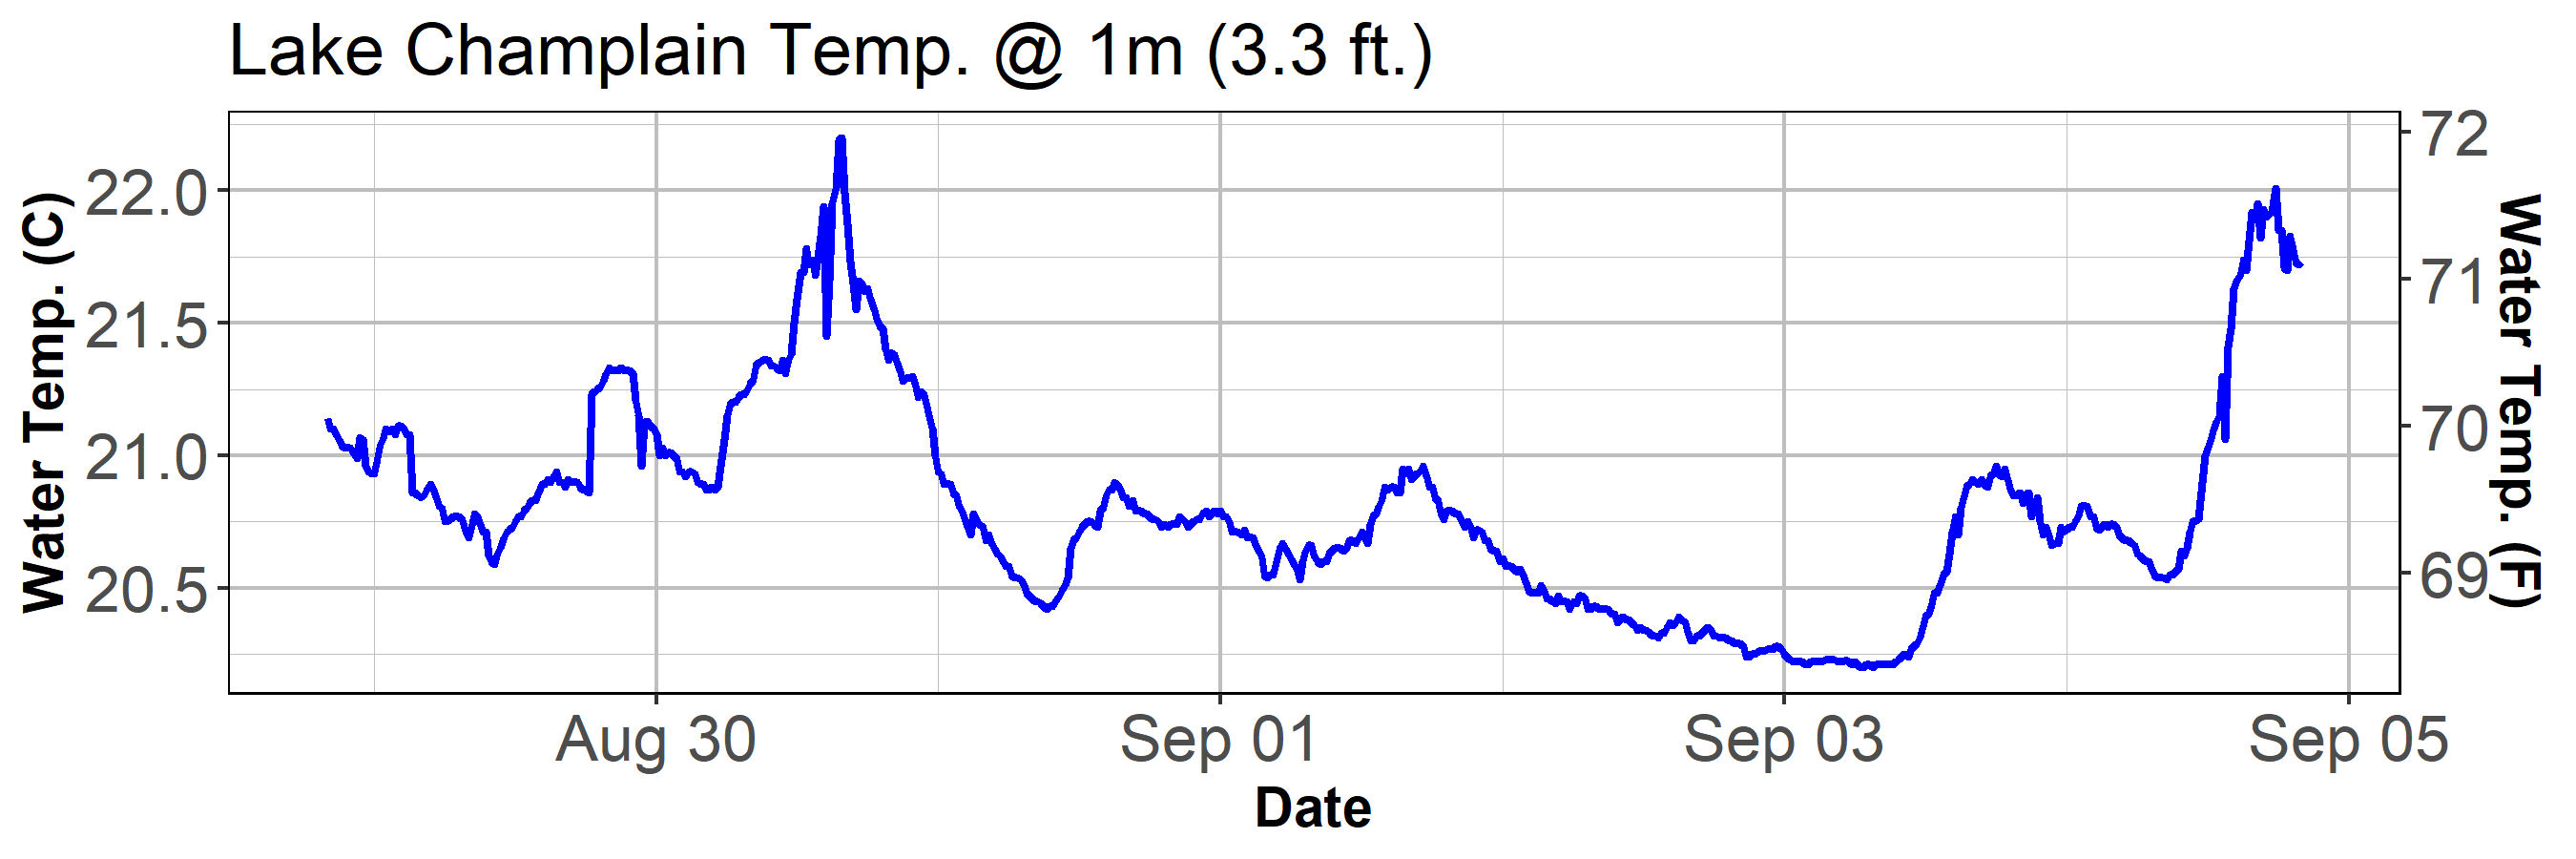 Lake Champlain Temp. @ 1m (3.3 ft.)
Water Temp. (C)
22.0
21.5
21.0
20.5
72
71
70
69
Water Temp. (F)
Aug 30
Sep 01
Sep 03
Sep 05
Date